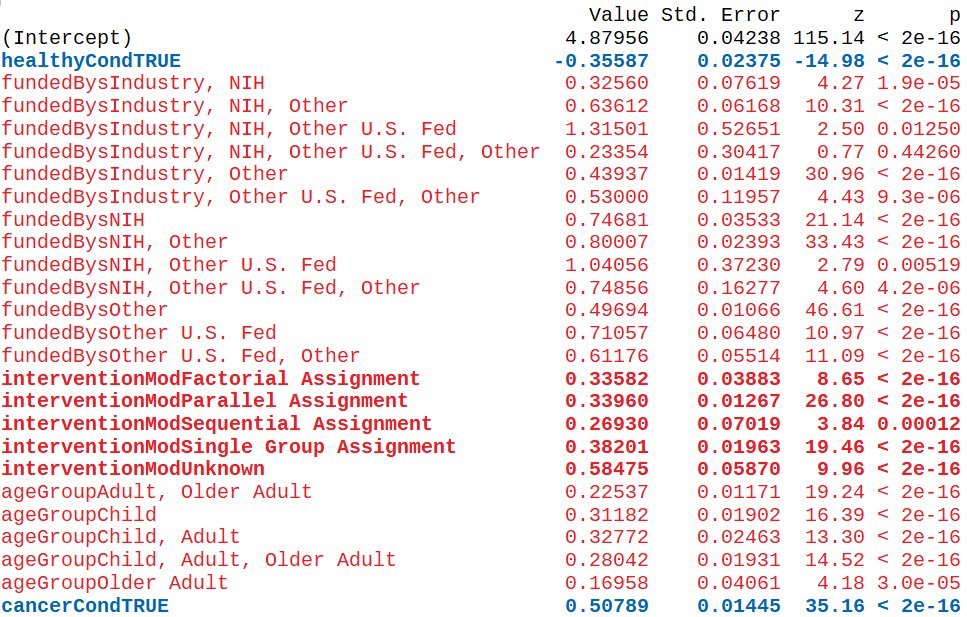 Value Std. Error z p
(Intercept) 4.87956 0.04238 115.14 < 2e-16
healthyCondTRUE -0.35587 0.02375 -14.98 < 2e-16
fundedBysIndustry, NIH 0.32560 0.07619 4.27 1.9e-05
fundedBysIndustry, NIH, Other 0.63612 0.06168 10.31 < 2e-16
fundedBysIndustry, NIH, Other U.S. Fed 1.31501 0.52651 2.50 0.01250
fundedBysIndustry, NIH, Other U.S. Fed, Other 0.23354 0.30417 0.77 0.44260
fundedBysIndustry, Other 0.43937 0.01419 30.96 < 2e-16
fundedBysIndustry, Other U.S. Fed, Other 0.53000 0.11957 4.43 9.3e-06
fundedBysNIH 0.74681 0.03533 21.14 < 2e-16
fundedBysNIH, Other 0.80007 0.02393 33.43 < 2e-16
fundedBysNIH, Other U.S. Fed 1.04056 0.37230 2.79 0.00519
fundedBysNIH, Other U.S. Fed, Other 0.74856 0.16277 4.60 4.2e-06
fundedBysOther 0.49694 0.01066 46.61 < 2e-16
fundedBysOther U.S. Fed 0.71057 0.06480 10.97 < 2e-16
fundedBysOther U.S. Fed, Other 0.61176 0.05514 11.09 < 2e-16
interventionModFactorial Assignment 0.33582 0.03883 8.65 < 2e-16
interventionModParallel Assignment 0.33960 0.01267 26.80 < 2e-16
interventionModSequential Assignment 0.26930 0.07019 3.84 0.00012
interventionModSingle Group Assignment 0.38201 0.01963 19.46 < 2e-16
interventionModUnknown 0.58475 0.05870 9.96 < 2e-16
ageGroupAdult, Older Adult 0.22537 0.01171 19.24 < 2e-16
ageGroupChild 0.31182 0.01902 16.39 < 2e-16
ageGroupChild, Adult 0.32772 0.02463 13.30 < 2e-16
ageGroupChild, Adult, Older Adult 0.28042 0.01931 14.52 < 2e-16
ageGroupOlder Adult 0.16958 0.04061 4.18 3.0e-05
cancerCondTRUE 0.50789 0.01445 35.16 < 2e-16